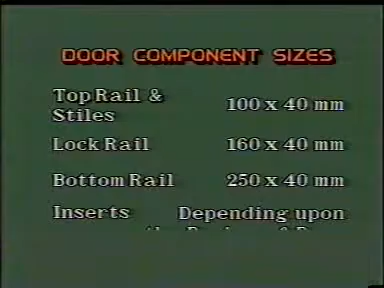 DOOR COMPONENT SIZES
Top Rail &
Stiles 100 x 40 mm
Lock Rail 160 x 40 mm
Bottom Rail 250 x 40 mm
Inserts Depending upon